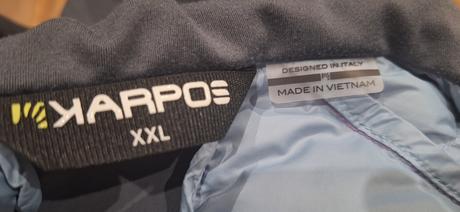 KARPOS
XXL
DESIGNED IN ITALY
MADE IN VIETNAM